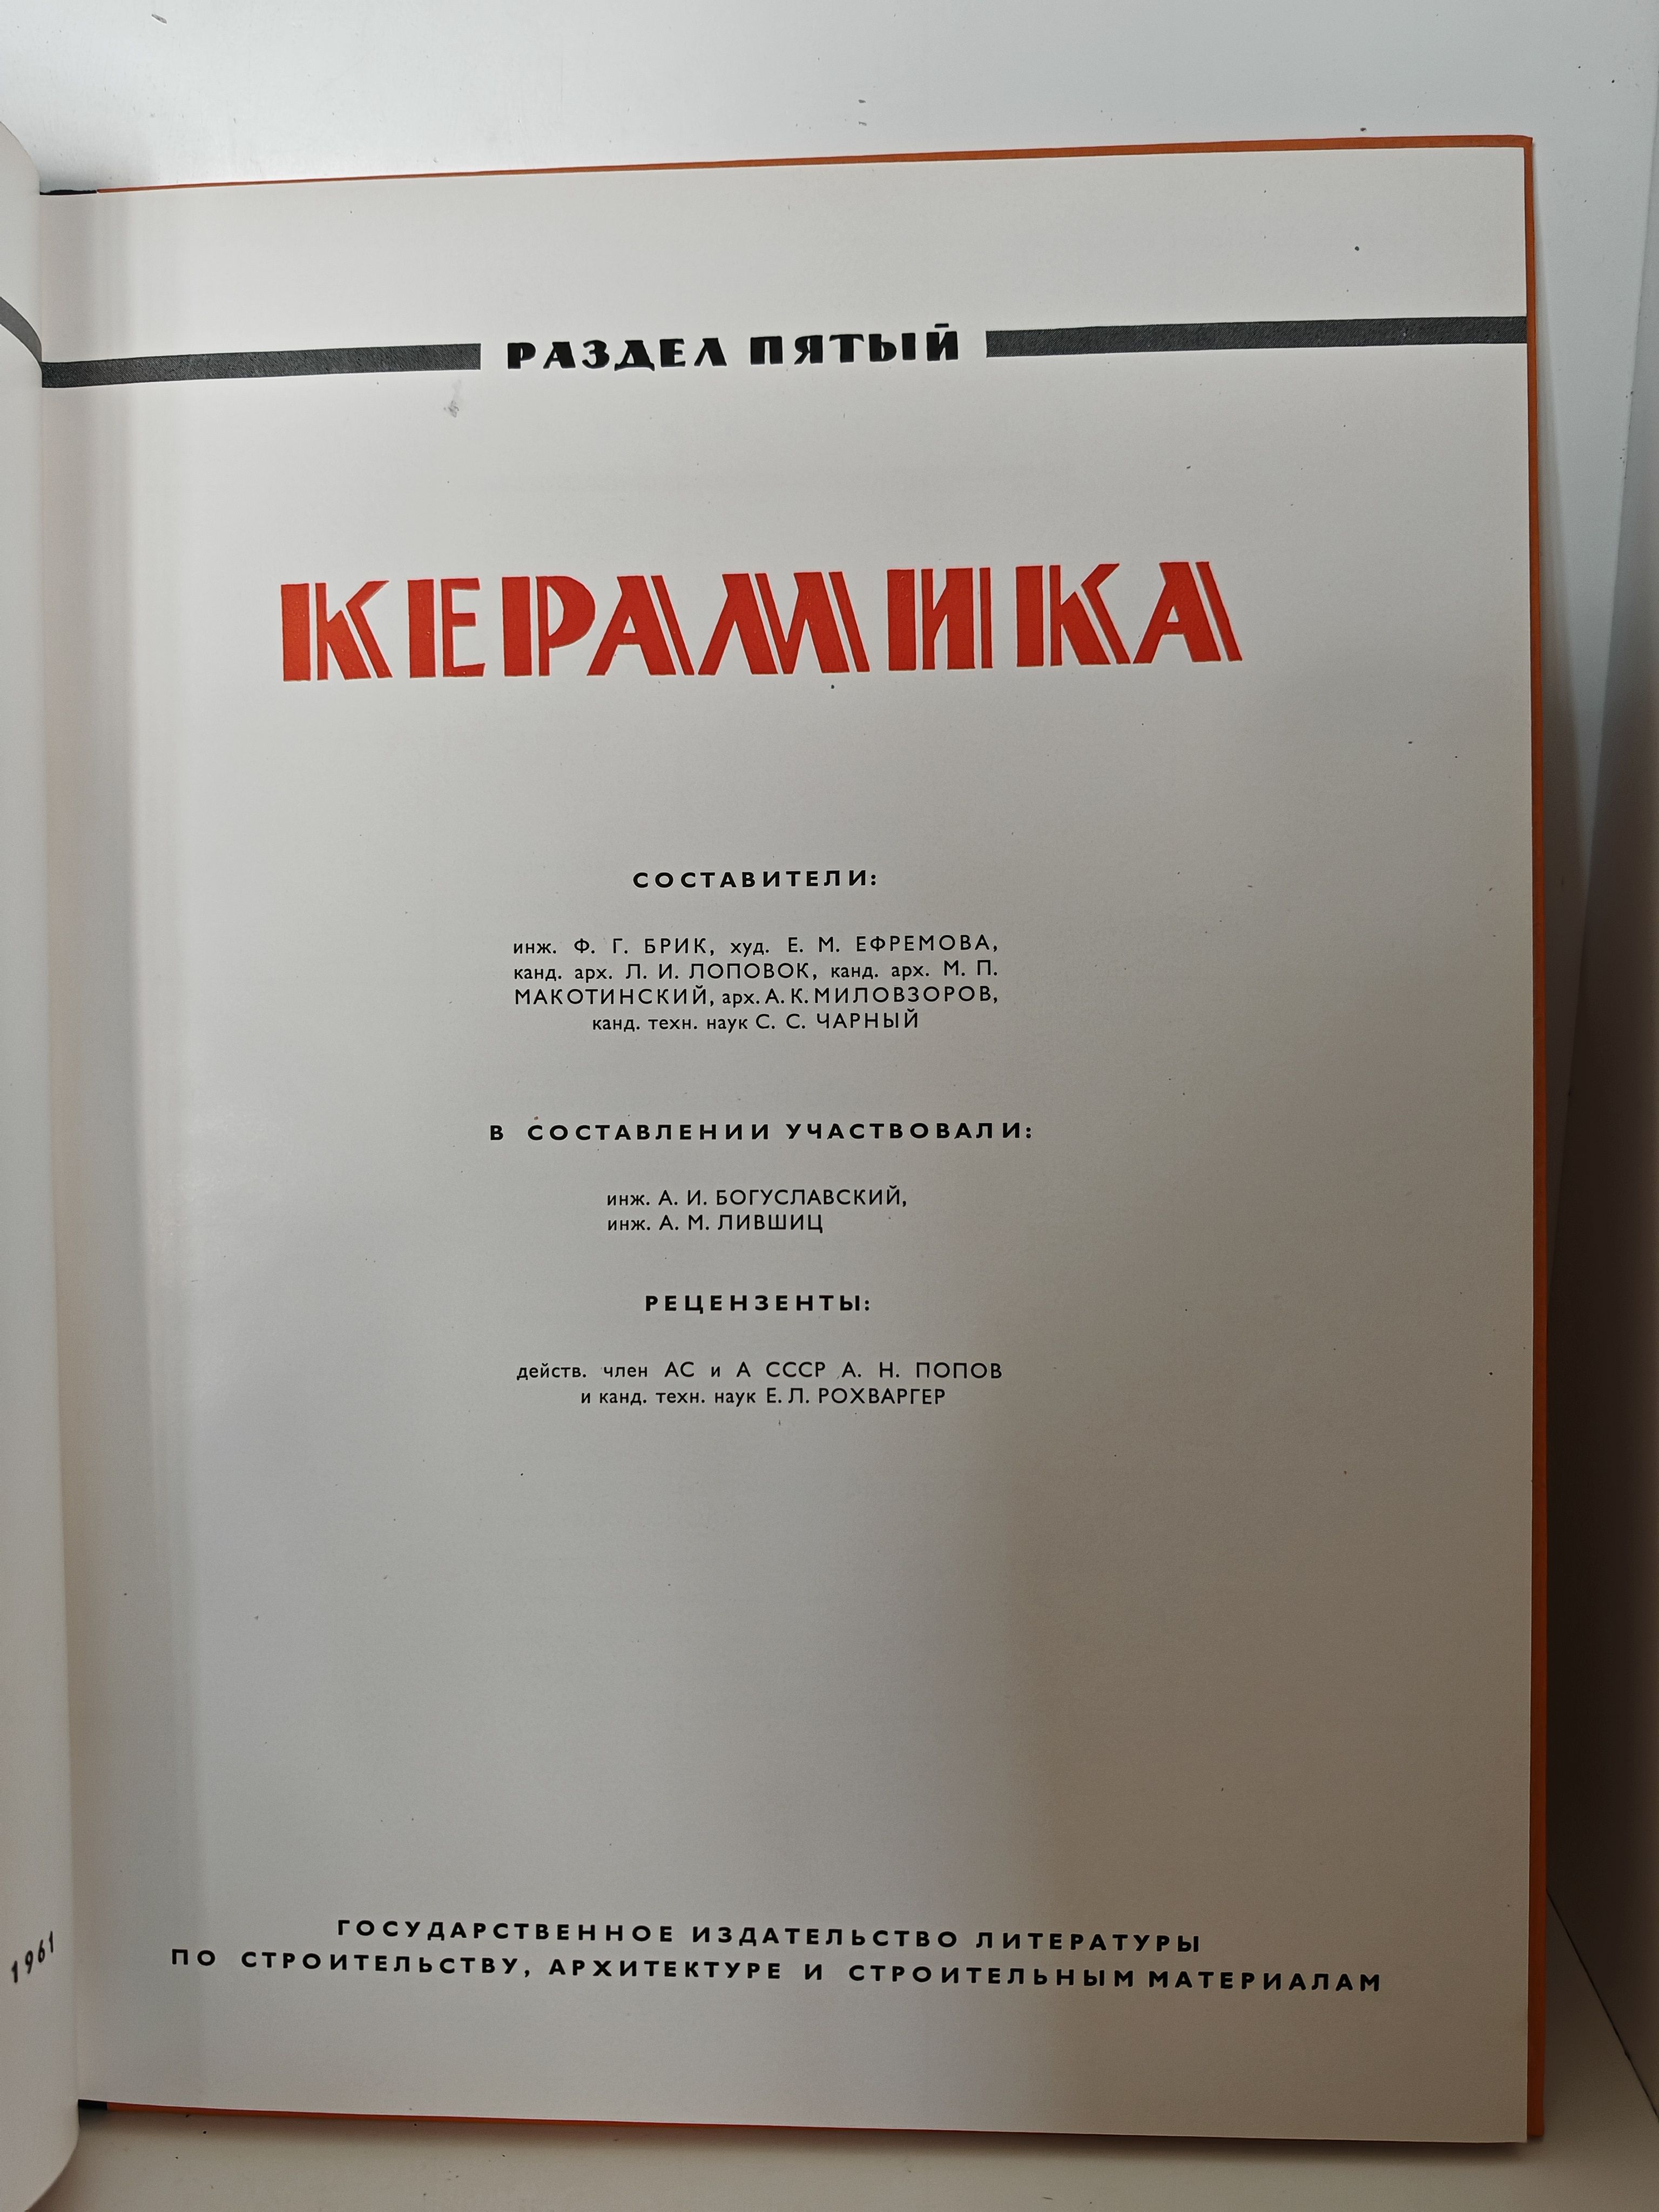 РАЗДЕЛ ПЯТЫЙ
КЕРАМИКА
СОСТАВИТЕЛИ:
инж. Ф. Г. БРИК, худ. Е. М. ЕФРЕМОВА,
канд. арх. Л. И. ЛОПОВОК, канд. арх. М. П.
МАКОТИНСКИЙ, арх. А. К. МИЛОВЗОРОВ,
канд. техн. наук С. С. ЧАРНЫЙ
В СОСТАВЛЕНИИ УЧАСТВОВАЛИ:
инж. А. И. БОГУСЛАВСКИЙ,
инж. А. М. ЛИВШИЦ
РЕЦЕНЗЕНТЫ:
действ. член АС и А СССР А. Н. ПОПОВ
и канд. техн. наук Е. Л. РОХВАРГЕР
1961
ГОСУДАРСТВЕННОЕ ИЗДАТЕЛЬСТВО ЛИТЕРАТУРЫ
ПО СТРОИТЕЛЬСТВУ, АРХИТЕКТУРЕ И СТРОИТЕЛЬНЫМ МАТЕРИАЛАМ